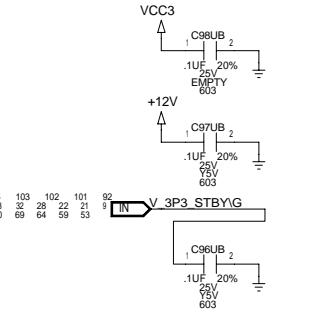 VCC3
C98UB
1 2
.1UF 20%
25V
EMPTY
603
+12V
C97UB
1 2
.1UF 20%
25V
Y5V
603
103 102 101 92
32 28 22 21 9
69 64 59 53
IN
V_3P3_STBY\G
C96UB
1 2
.1UF 20%
25V
Y5V
603